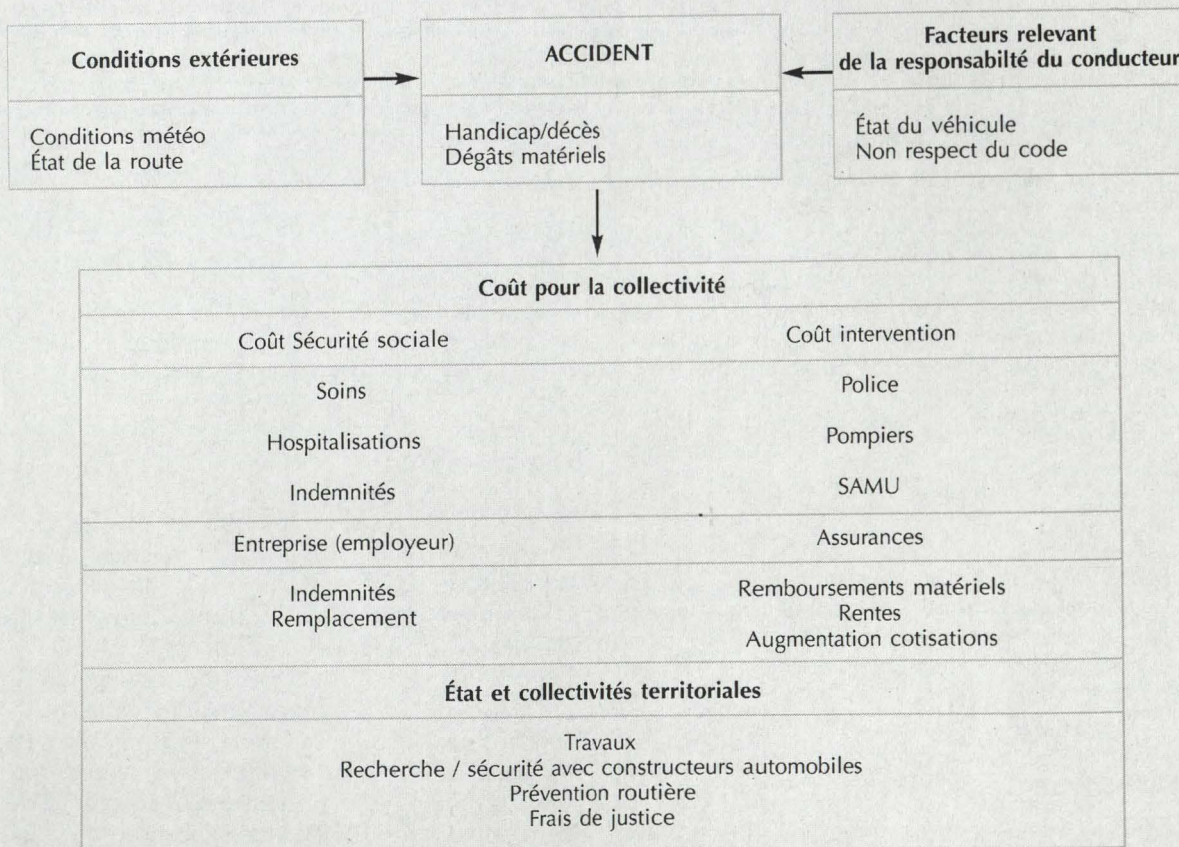 Conditions extérieures
Conditions météo
État de la route
ACCIDENT
Handicap/décès
Dégâts matériels
Facteurs relevant
de la responsabilté du conducteur
État du véhicule
Non respect du code
Coût pour la collectivité
Coût Sécurité sociale
Coût intervention
Soins
Police
Hospitalisations
Pompiers
Indemnités
SAMU
Entreprise (employeur)
Assurances
Indemnités
Remplacement
Remboursements matériels
Rentes
Augmentation cotisations
État et collectivités territoriales
Travaux
Recherche / sécurité avec constructeurs automobiles
Prévention routière
Frais de justice